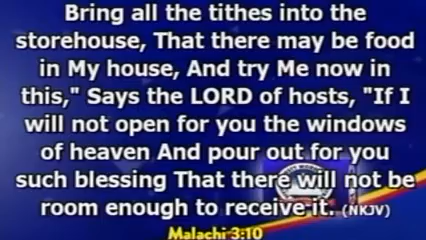 Bring all the tithes into the
storehouse, That there may be food
in My house, And try Me now in
this," Says the LORD of hosts, "If I
will not open for you the windows
of heaven And pour out for you
such blessing That there will not be
room enough to receive it. (NKJV)
Malachi 3:10